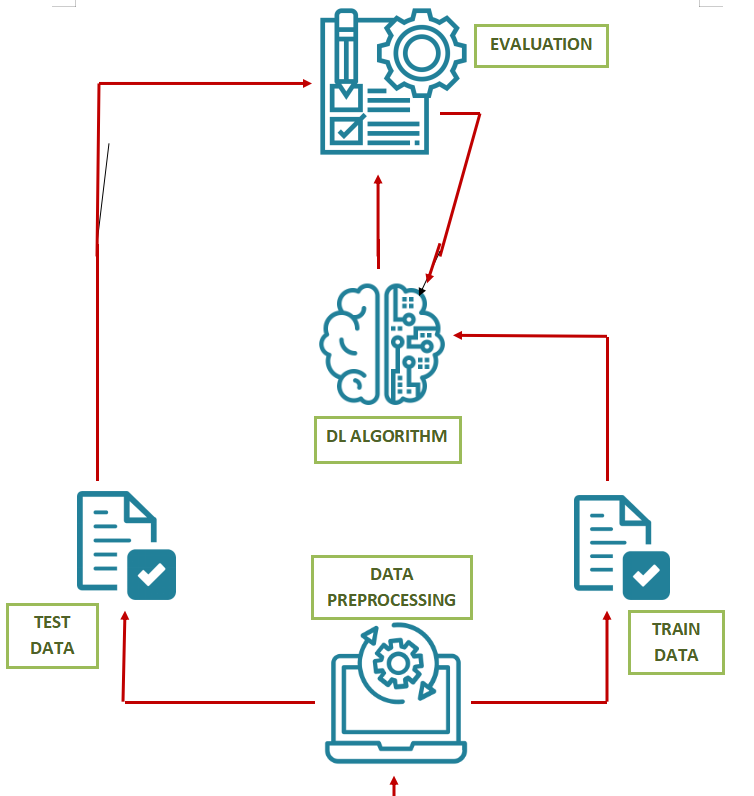 EVALUATION
DL ALGORITHM
DATA
PREPROCESSING
TEST
DATA
TRAIN
DATA